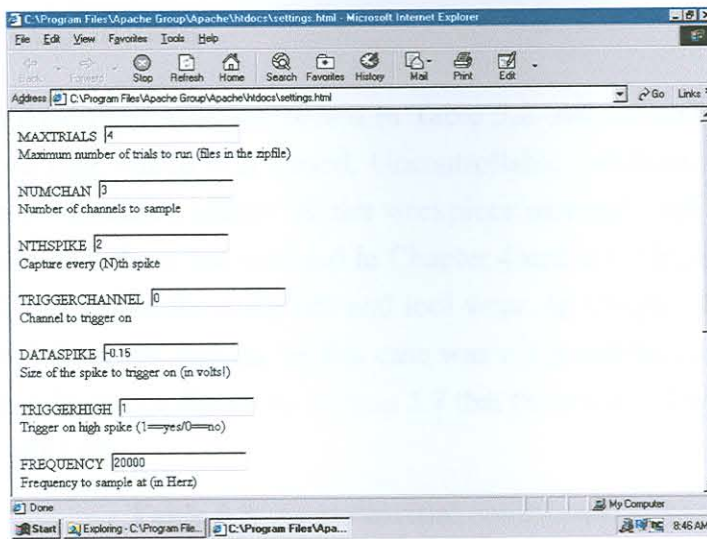 C:\Program Files\Apache Group\Apache\htdocs\settings.html - Microsoft Internet Explorer
File Edit View Favorites Tools Help
Back Forward Stop Refresh Home Search Favorites History Mail Print Edit
Address C:\Program Files\Apache Group\Apache\htdocs\settings.html Go Links
MAXTRIALS 4
Maximum number of trials to run (files in the zipfile)
NUMCHAN 3
Number of channels to sample
NTHSPIKE 2
Capture every (N)th spike
TRIGGERCHANNEL 0
Channel to trigger on
DATASPIKE -0.15
Size of the spike to trigger on (in volts!)
TRIGGERHIGH 1
Trigger on high spike (1==yes/0==no)
FREQUENCY 20000
Frequency to sample at (in Herz)
Done My Computer
Start Exploring - C:\Program File... C:\Program Files\Apa... 8:46 AM